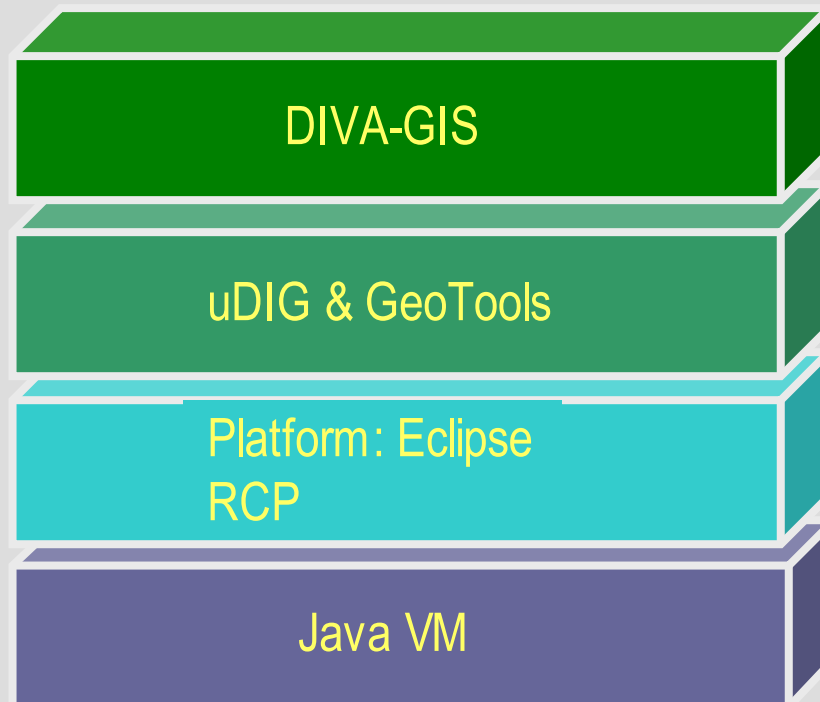 DIVA-GIS
uDIG & GeoTools
Platform: Eclipse
RCP
Java VM